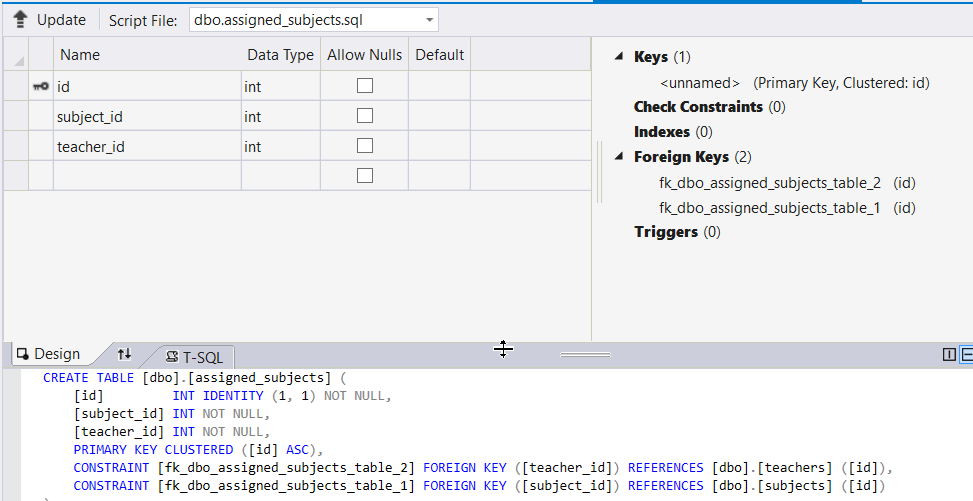 Update Script File: dbo.assigned_subjects.sql
Name Data Type Allow Nulls Default
id int
subject_id int
teacher_id int
Keys (1)
<unnamed> (Primary Key, Clustered: id)
Check Constraints (0)
Indexes (0)
Foreign Keys (2)
fk_dbo_assigned_subjects_table_2 (id)
fk_dbo_assigned_subjects_table_1 (id)
Triggers (0)
Design T-SQL
CREATE TABLE [dbo].[assigned_subjects] (
[id] INT IDENTITY (1, 1) NOT NULL,
[subject_id] INT NOT NULL,
[teacher_id] INT NOT NULL,
PRIMARY KEY CLUSTERED ([id] ASC),
CONSTRAINT [fk_dbo_assigned_subjects_table_2] FOREIGN KEY ([teacher_id]) REFERENCES [dbo].[teachers] ([id]),
CONSTRAINT [fk_dbo_assigned_subjects_table_1] FOREIGN KEY ([subject_id]) REFERENCES [dbo].[subjects] ([id])